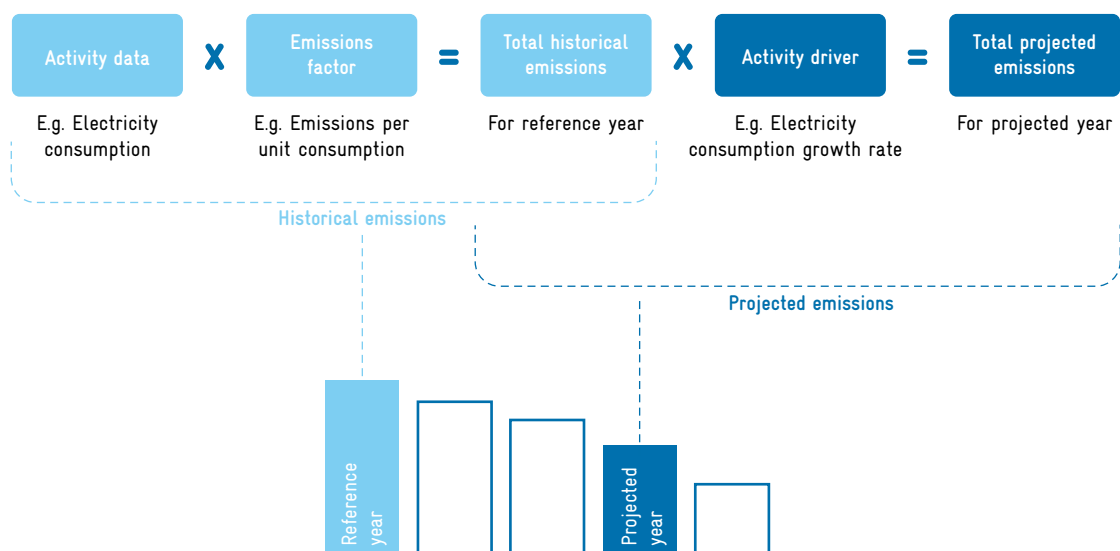 Activity data
X
Emissions
factor
=
Total historical
emissions
X
Activity driver
=
Total projected
emissions
E.g. Electricity
consumption
E.g. Emissions per
unit consumption
For reference year
E.g. Electricity
consumption growth rate
For projected year
Historical emissions
Projected emissions
Reference
year
Projected
year